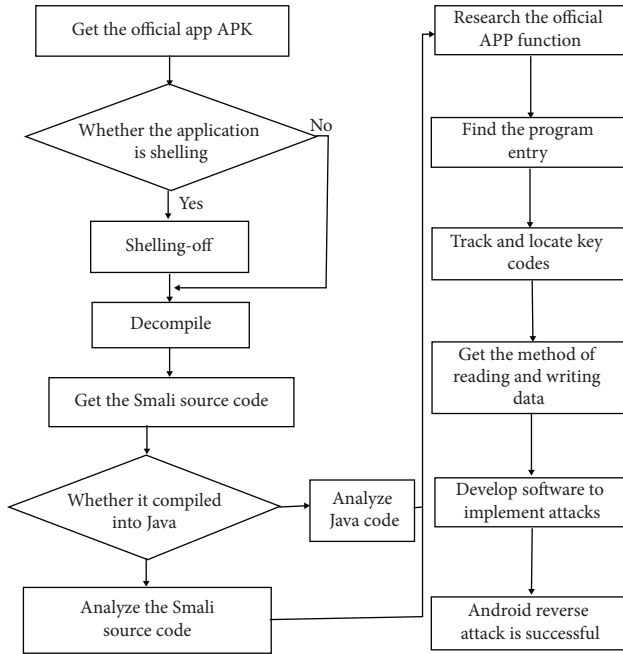 Get the official app APK
Whether the application
is shelling
No
Yes
Shelling-off
Decompile
Get the Smali source code
Whether it compiled
into Java
Analyze
Java code
Analyze the Smali
source code
Research the official
APP function
Find the program
entry
Track and locate key
codes
Get the method of
reading and writing
data
Develop software to
implement attacks
Android reverse
attack is successful